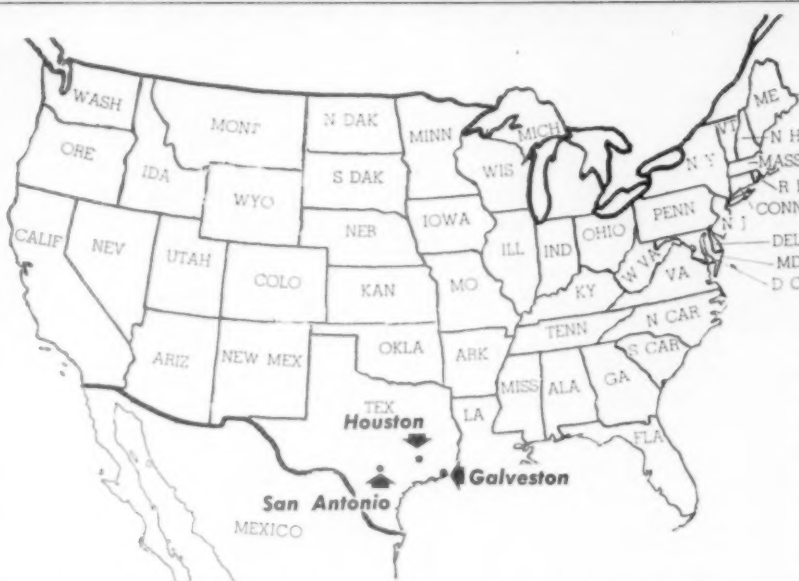 WASH
MONT
N DAK
MINN
MICH
ME
VT
N H
ORE
IDA
S DAK
WIS
N Y
MASS
R I
CONN
WYO
IOWA
PENN
N J
CALIF
NEV
UTAH
NEB
ILL
IND
OHIO
DEL
MD
D C
COLO
KAN
MO
W VA
VA
KY
N CAR
TENN
ARIZ
NEW MEX
OKLA
ARK
S CAR
MISS
ALA
GA
TEX
LA
Houston
FLA
Galveston
San Antonio
MEXICO